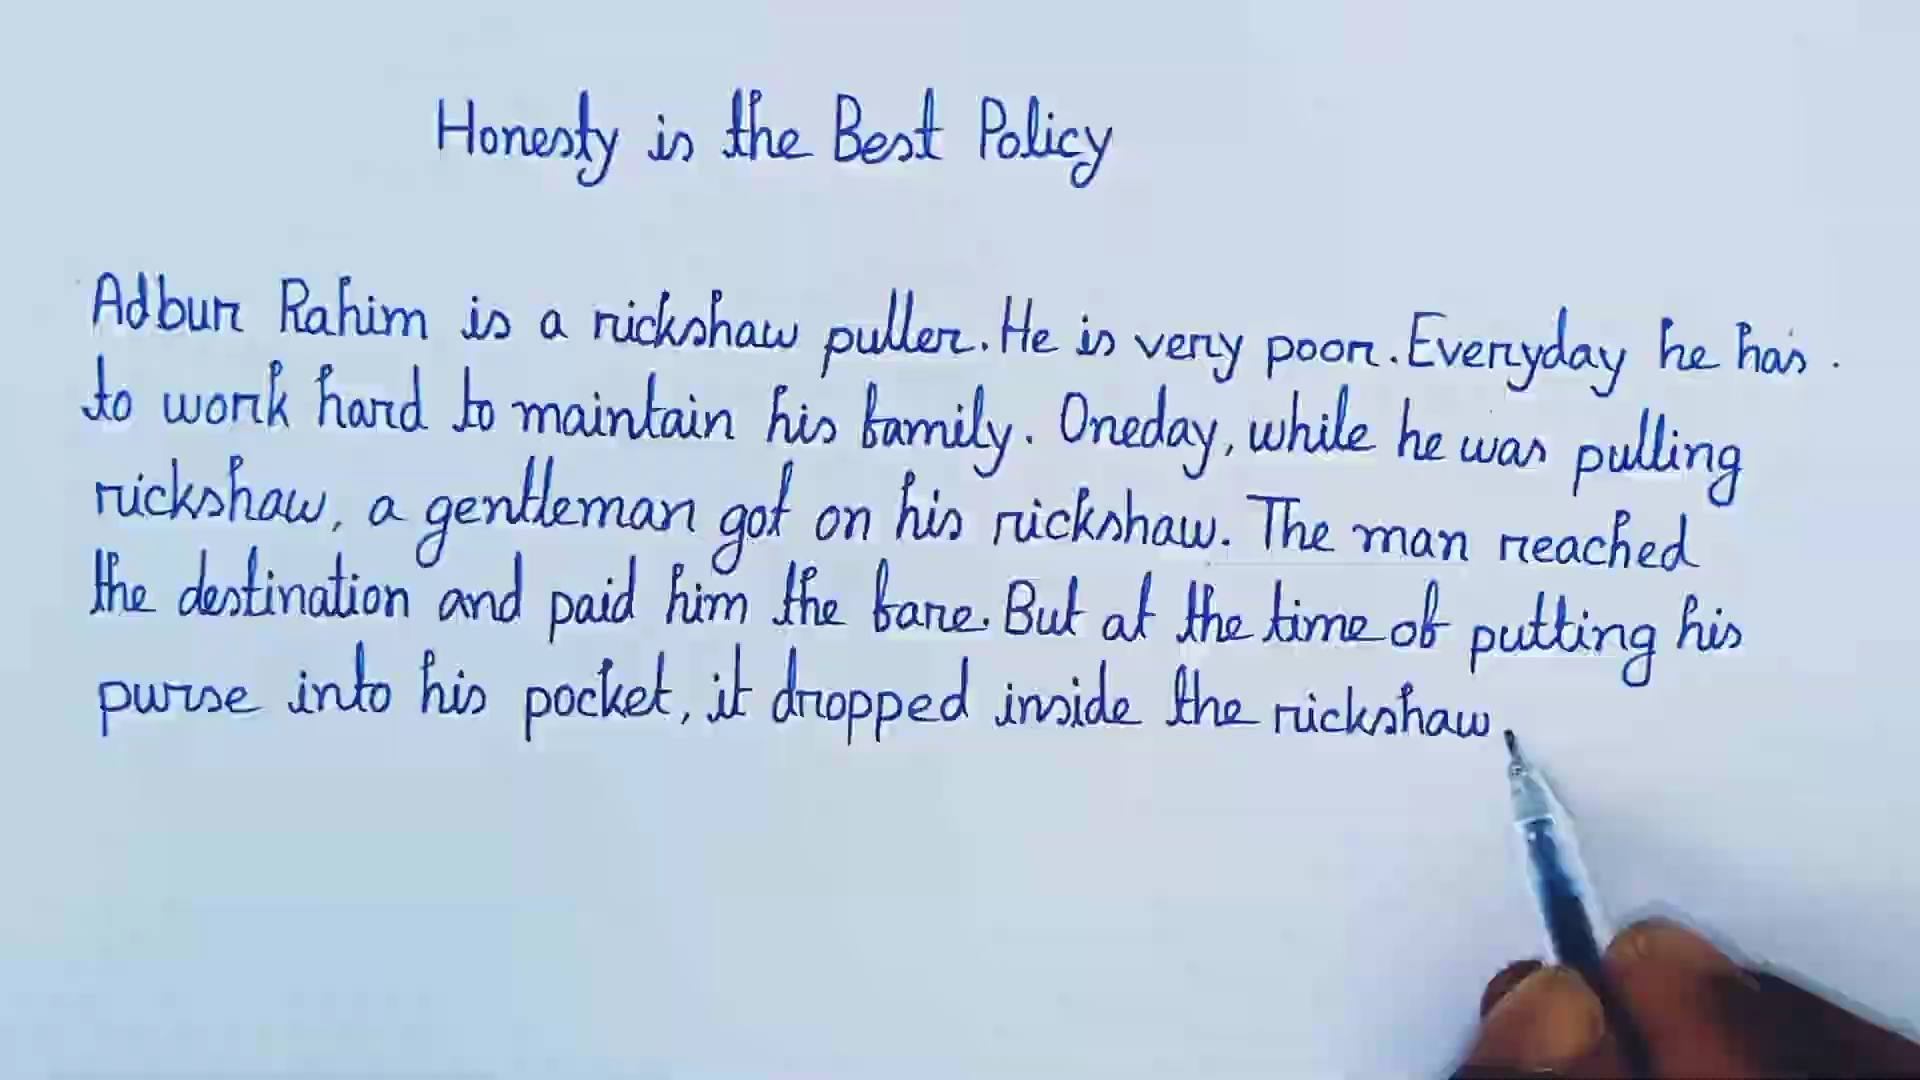 Honesty is the Best Policy
Adbur Rahim is a rickshaw puller. He is very poor. Everyday he has
to work hard to maintain his family. Oneday, while he was pulling
rickshaw, a gentleman got on his rickshaw. The man reached
the destination and paid him the fare. But at the time of putting his
purse into his pocket, it dropped inside the rickshaw.